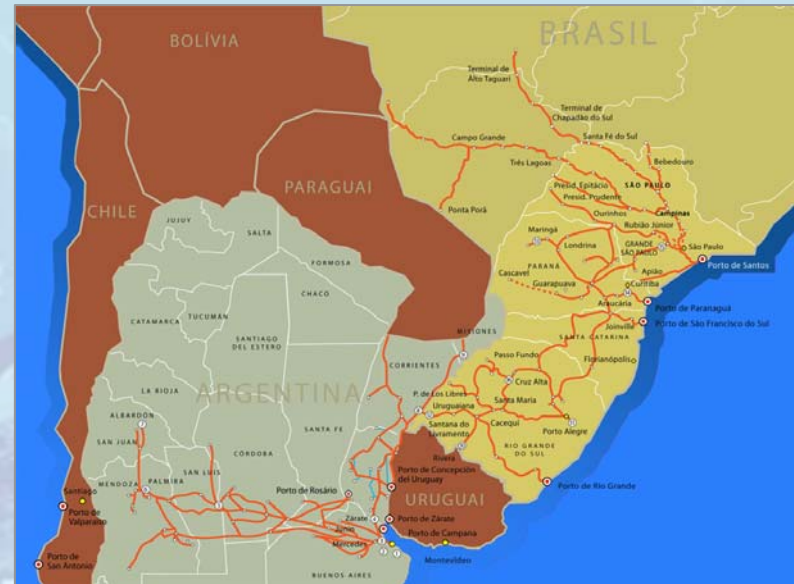 BOLÍVIA
BRASIL
Terminal de
Alto Taquari
Terminal de
Chapadão do Sul
Campo Grande
Santa Fé do Sul
Bebedouro
Três Lagoas
PARAGUAI
Presid. Epitácio
SÃO PAULO
Presid. Prudente
CHILE
Ponta Porã
Ourinhos
Campinas
Rubião Júnior
JUJUY
Maringá
SALTA
Londrina
GRANDE
SÃO PAULO
São Paulo
FORMOSA
PARANÁ
Porto de Santos
Cascavel
Apiaí
Guarapuava
Curitiba
CHACO
Araucária
Porto de Paranaguá
CATAMARCA
TUCUMÁN
MISIONES
Joinville
Porto de São Francisco do Sul
SANTIAGO
DEL ESTERO
SANTA CATARINA
CORRIENTES
Passo Fundo
Florianópolis
LA RIOJA
ARGENTINA
P. de Los Libres
Cruz Alta
ALBARDÓN
Uruguaiana
Santa Maria
SANTA FE
Santana do
Livramento
Cacequí
Porto Alegre
SAN JUÁN
CÓRDOBA
RIO GRANDE
DO SUL
SAN LUIS
Rivera
MENDOZA
PALMIRA
Porto de Concepción
del Uruguay
Porto de Rio Grande
Santiago
Porto de Rosário
URUGUAI
Porto de
Valparaíso
Zárate
Porto de Zárate
Junin
Porto de Campana
Mercedes
Porto de
San Antonio
Montevideo
BUENOS AIRES